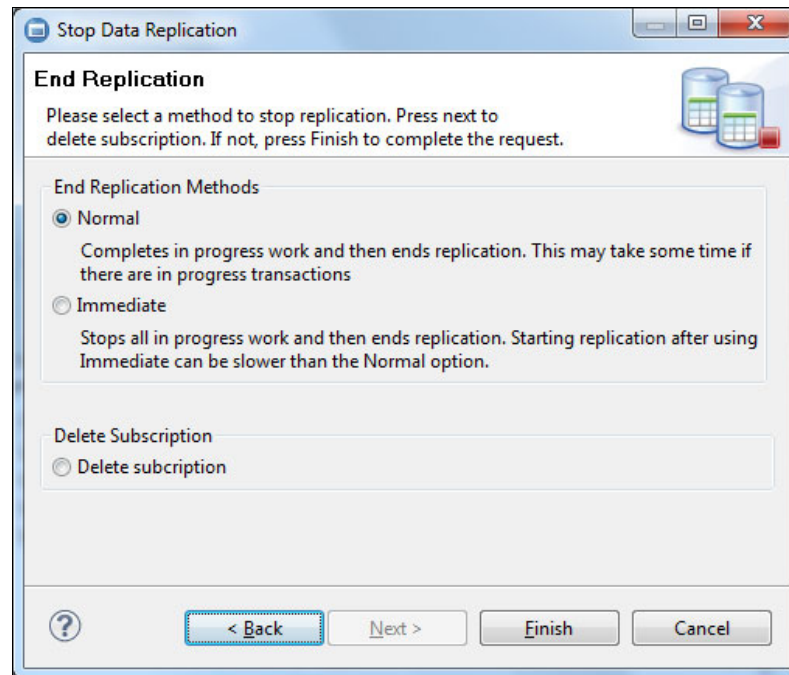 Stop Data Replication
End Replication
Please select a method to stop replication. Press next to
delete subscription. If not, press Finish to complete the request.
End Replication Methods
Normal
Completes in progress work and then ends replication. This may take some time if
there are in progress transactions
Immediate
Stops all in progress work and then ends replication. Starting replication after using
Immediate can be slower than the Normal option.
Delete Subscription
Delete subcription
? < Back Next > Finish Cancel